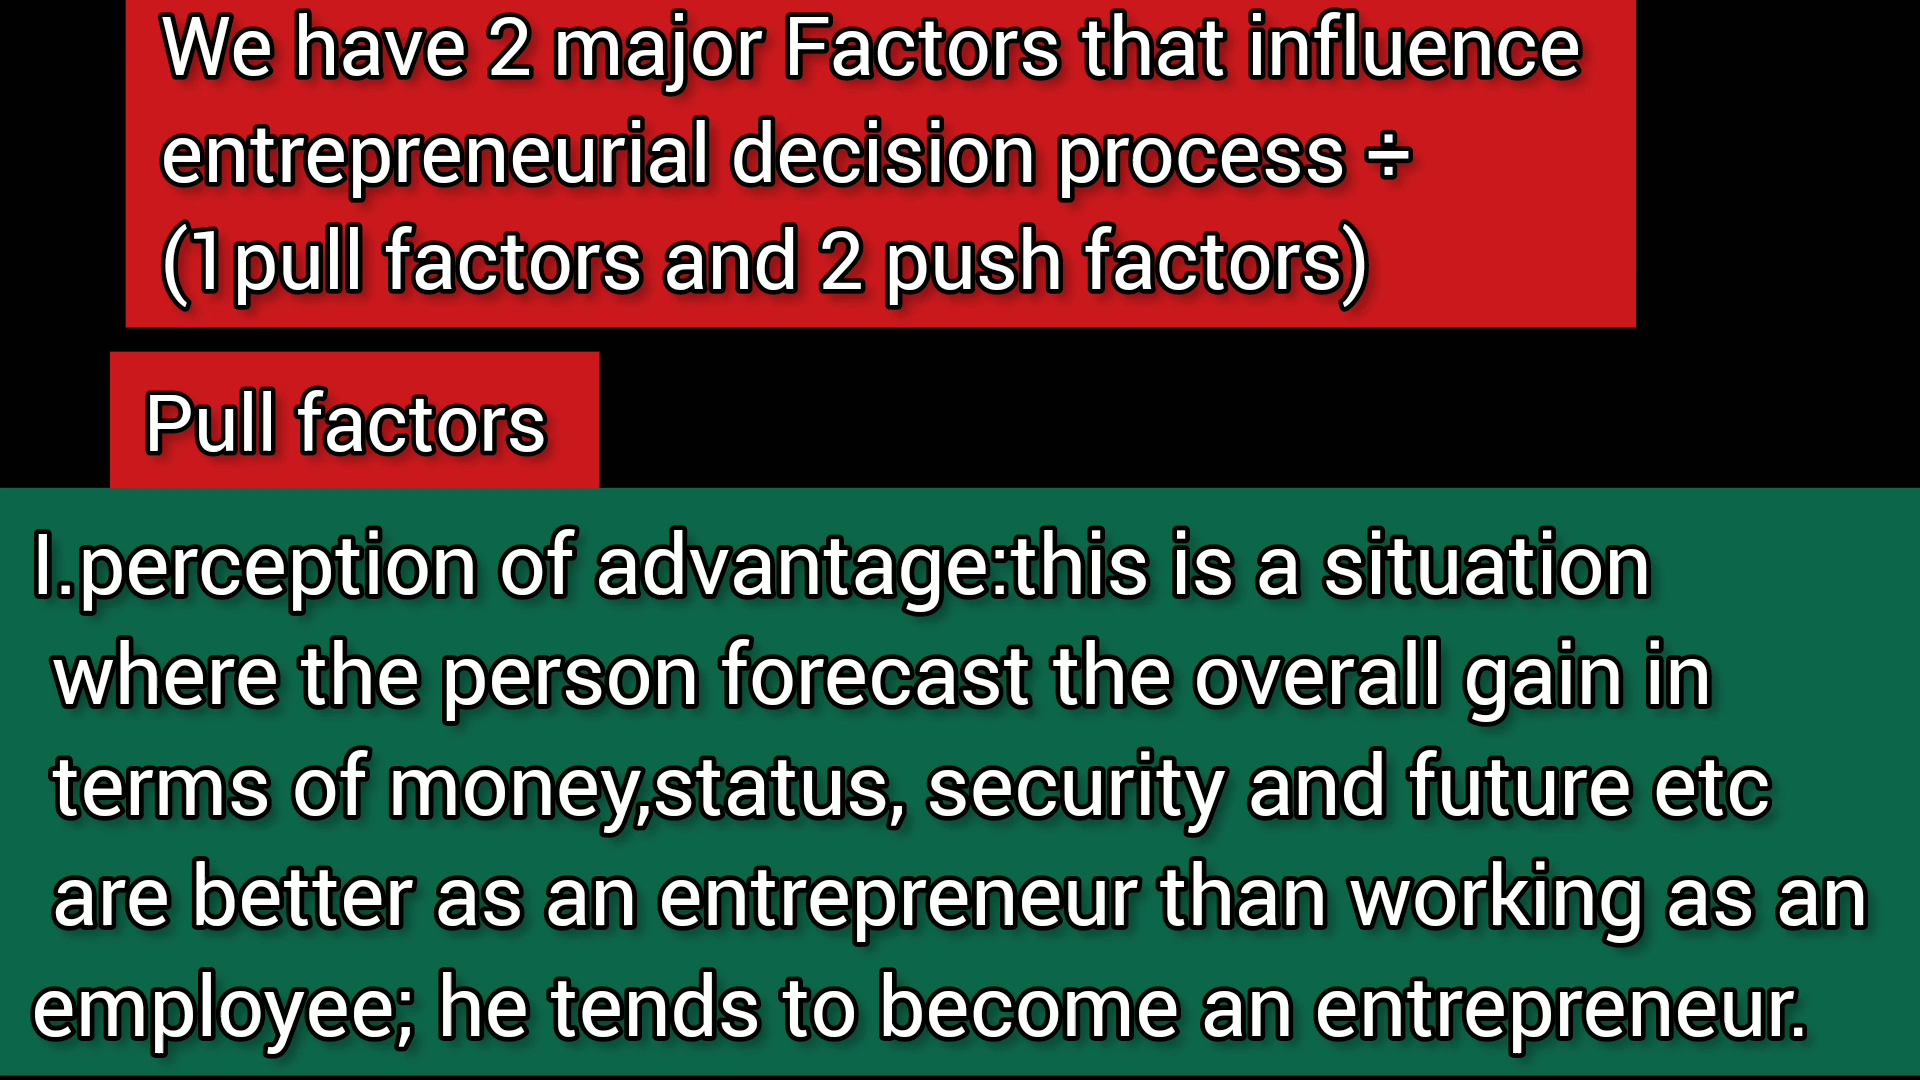 We have 2 major Factors that influence
entrepreneurial decision process ÷
(1pull factors and 2 push factors)
Pull factors
I.perception of advantage:this is a situation
where the person forecast the overall gain in
terms of money,status, security and future etc
are better as an entrepreneur than working as an
employee; he tends to become an entrepreneur.